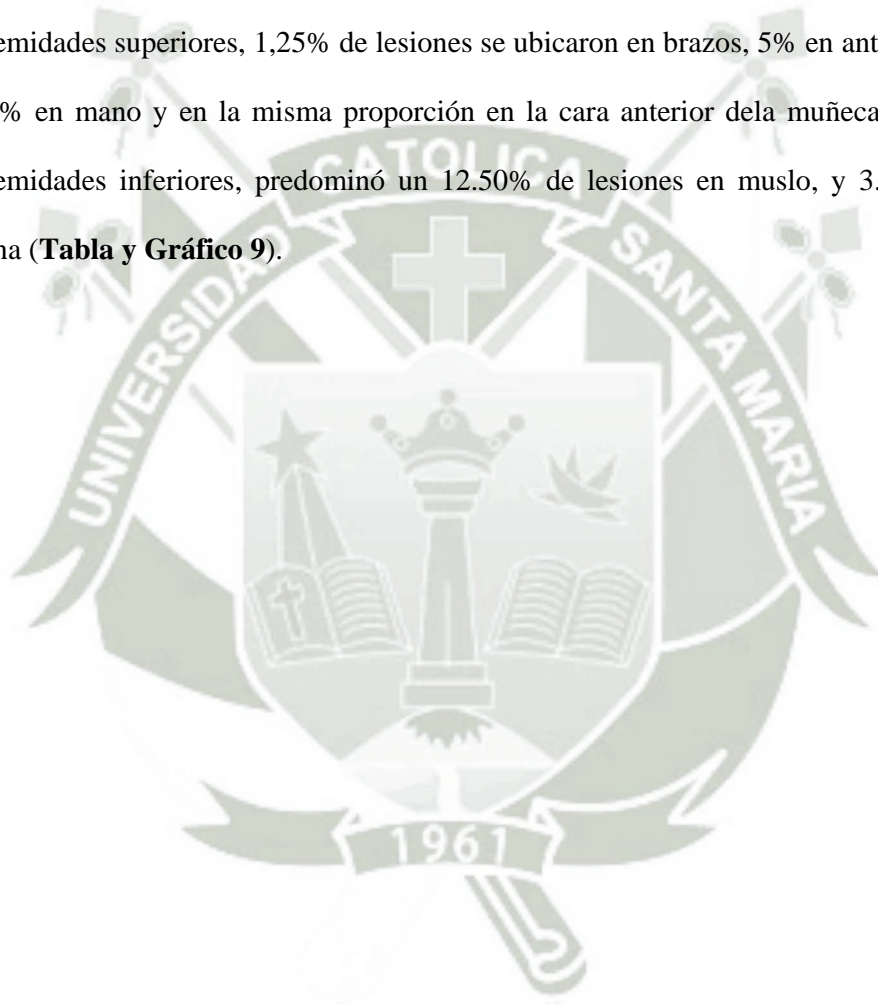 emidades superiores, 1,25% de lesiones se ubicaron en brazos, 5% en ant
% en mano y en la misma proporción en la cara anterior dela muñeca
emidades inferiores, predominó un 12.50% de lesiones en muslo, y 3.
na (Tabla y Gráfico 9).
UNIVERSIDAD CATOLICA SANTA MARIA
1961